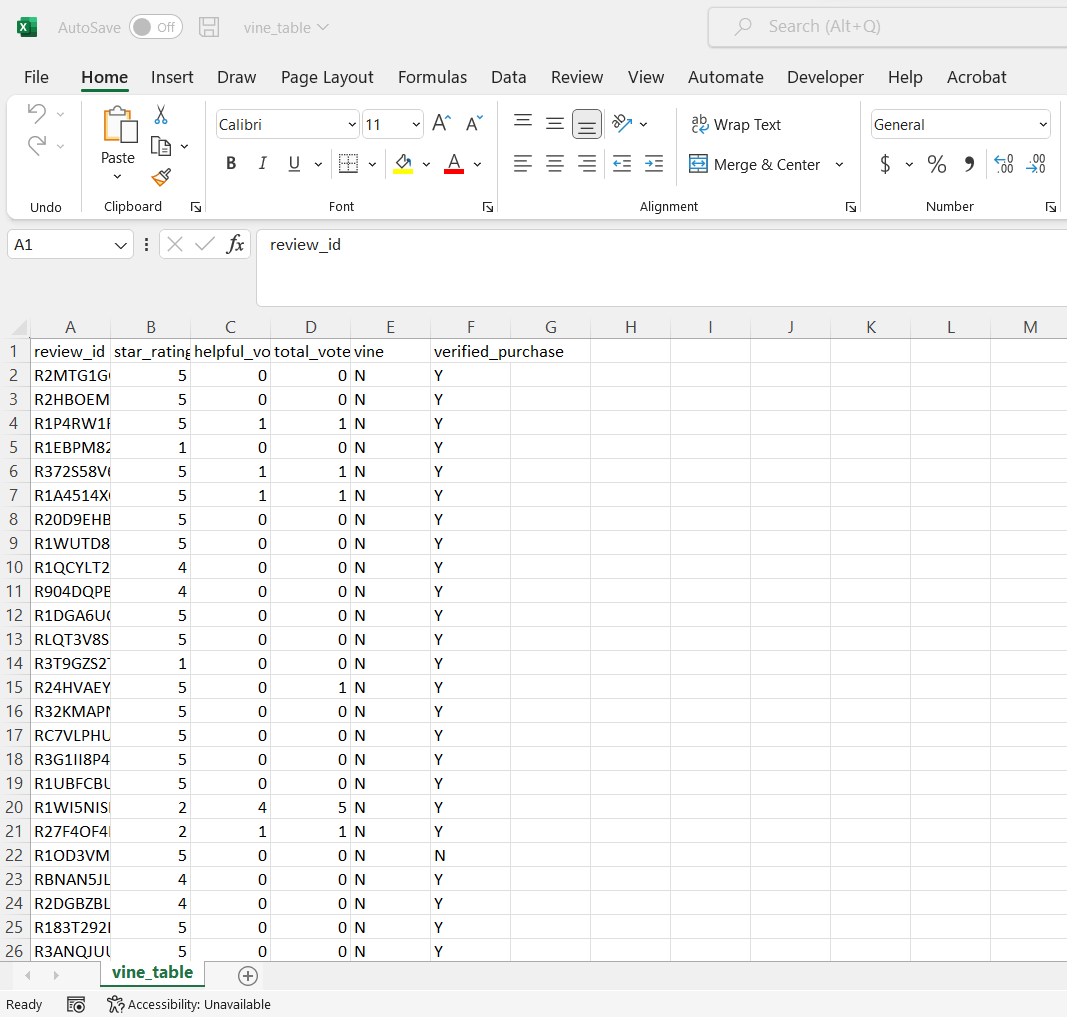 AutoSave Off vine_table Search (Alt+Q)
File Home Insert Draw Page Layout Formulas Data Review View Automate Developer Help Acrobat
Calibri 11 Wrap Text General
Paste B I U A Merge & Center $ % 9 .00
Undo Clipboard Font Alignment Number
A1 fx review_id
A B C D E F G H I J K L M
1 review_id star_rating helpful_vo total_vote vine verified_purchase
2 R2MTG1G 5 0 0 N Y
3 R2HBOEM 5 0 0 N Y
4 R1P4RW1 5 1 1 N Y
5 R1EBPM82 1 0 0 N Y
6 R372S58V 5 1 1 N Y
7 R1A4514X 5 1 1 N Y
8 R20D9EHB 5 0 0 N Y
9 R1WUTD8 5 0 0 N Y
10 R1QCYLT2 4 0 0 N Y
11 R904DQPB 4 0 0 N Y
12 R1DGA6U 5 0 0 N Y
13 RLQT3V8S 5 0 0 N Y
14 R3T9GZS2 1 0 0 N Y
15 R24HVAEY 5 0 1 N Y
16 R32KMAPN 5 0 0 N Y
17 RC7VLPHU 5 0 0 N Y
18 R3G1II8P4 5 0 0 N Y
19 R1UBFCBU 5 0 0 N Y
20 R1WI5NIS 2 4 5 N Y
21 R27F4OF4 2 1 1 N Y
22 R1OD3VM 5 0 0 N N
23 RBNAN5JL 4 0 0 N Y
24 R2DGBZBL 4 0 0 N Y
25 R183T292 5 0 0 N Y
26 R3ANQJUU 5 0 0 N Y
vine_table
Ready Accessibility: Unavailable